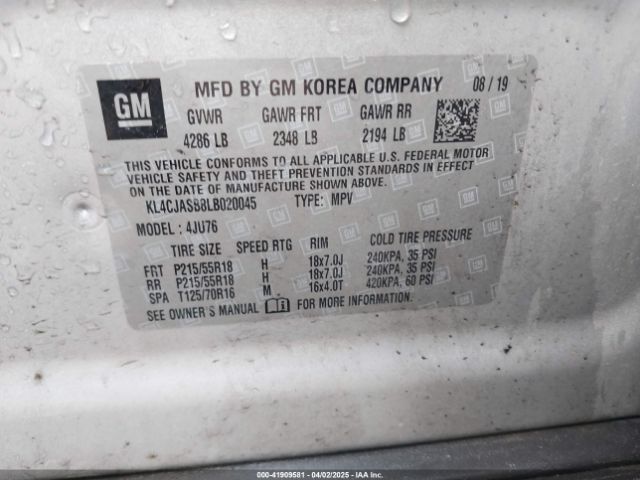 GM
MFD BY GM KOREA COMPANY 08 / 19
GVWR GAWR FRT GAWR RR
4286 LB 2348 LB 2194 LB
THIS VEHICLE CONFORMS TO ALL APPLICABLE U.S. FEDERAL MOTOR
VEHICLE SAFETY AND THEFT PREVENTION STANDARDS IN EFFECT
ON THE DATE OF MANUFACTURE SHOWN ABOVE.
KL4CJASB8LB020045 TYPE: MPV
MODEL: 4JU76
TIRE SIZE SPEED RTG RIM COLD TIRE PRESSURE
FRT P215/55R18 H 18x7.0J 240KPA, 35 PSI
RR P215/55R18 H 18x7.0J 240KPA, 35 PSI
SPA T125/70R16 M 16x4.0T 420KPA, 60 PSI
SEE OWNER'S MANUAL FOR MORE INFORMATION.
000-41909581 04/02/2025 - IAAI.com